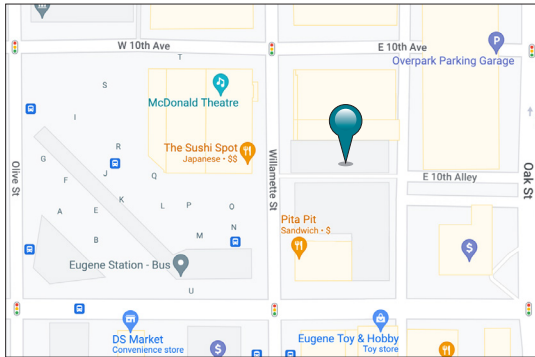 W 10th Ave
E 10th Ave
P
Overpark Parking Garage
T
S
McDonald Theatre
I
The Sushi Spot
Japanese • $$
R
G
J
Q
F
K
E 10th Alley
Olive St
Willamette St
Oak St
A
E
L
P
O
Pita Pit
Sandwich • $
N
B
M
$
Eugene Station - Bus
U
DS Market
Convenience store
Eugene Toy & Hobby
Toy store
$